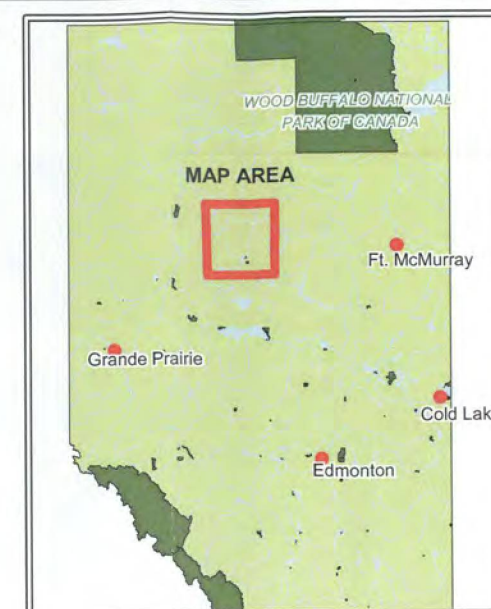 WOOD BUFFALO NATIONAL
PARK OF CANADA
MAP AREA
Ft. McMurray
Grande Prairie
Cold Lak
Edmonton